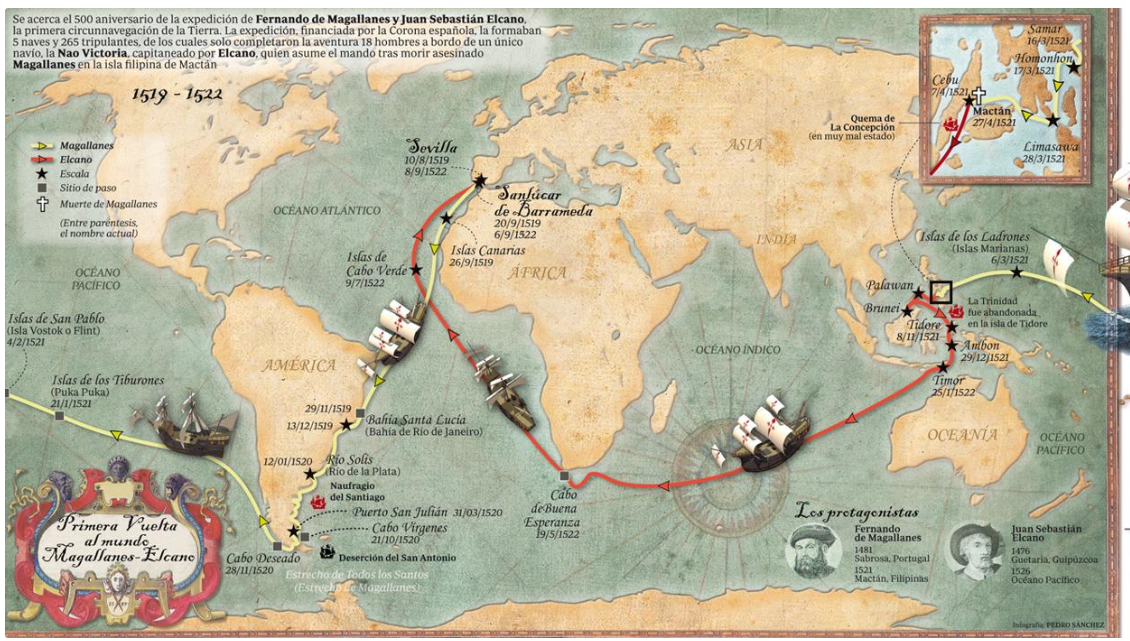 Se acerca el 500 aniversario de la expedición de Fernando de Magallanes y Juan Sebastián Elcano,
la primera circunnavegación de la Tierra. La expedición, financiada por la Corona española, la formaban
5 naves y 265 tripulantes, de los cuales solo completaron la aventura 18 hombres a bordo de un único
navío, la Nao Victoria, capitaneado por Elcano, quien asume el mando tras morir asesinado
Magallanes en la isla filipina de Mactán
1519 - 1522
Magallanes
Elcano
Escala
Sitio de paso
Muerte de Magallanes
(Entre paréntesis,
el nombre actual)
Samar
16/3/1521
Homonhon
17/3/1521
Cebu
7/4/1521
Mactán
27/4/1521
Limasawa
28/3/1521
Quema de
La Concepción
(en muy mal estado)
Sevilla
10/8/1519
8/9/1522
Sanlúcar
de Barrameda
20/9/1519
6/9/1522
Islas Canarias
26/9/1519
Islas de
Cabo Verde
9/7/1522
OCÉANO ATLÁNTICO
ASIA
INDIA
ÁFRICA
AMÉRICA
OCEANÍA
OCÉANO ÍNDICO
OCÉANO
PACÍFICO
OCÉANO
PACÍFICO
Islas de los Ladrones
(Islas Marianas)
6/3/1521
Palawan
Brunei
La Trinidad
fue abandonada
en la isla de Tidore
Tidore
8/11/1521
Ambon
29/12/1521
Timor
25/1/1522
Islas de San Pablo
(Isla Vostok o Flint)
4/2/1521
Islas de los Tiburones
(Puka Puka)
21/1/1521
29/11/1519
13/12/1519
Bahía Santa Lucía
(Bahía de Río de Janeiro)
12/01/1520
Río Solís
(Río de la Plata)
Naufragio
del Santiago
Puerto San Julián 31/03/1520
Cabo Vírgenes
21/10/1520
Deserción del San Antonio
Cabo Deseado
28/11/1520
Estrecho de Todos los Santos
(Estrecho de Magallanes)
Cabo
de Buena
Esperanza
19/5/1522
Primera Vuelta
al mundo
Magallanes-Elcano
Los protagonistas
Fernando
de Magallanes
1481
Sabrosa, Portugal
1521
Mactán, Filipinas
Juan Sebastián
Elcano
1476
Guetaria, Guipúzcoa
1526
Océano Pacífico
Infografía: PEDRO SÁNCHEZ